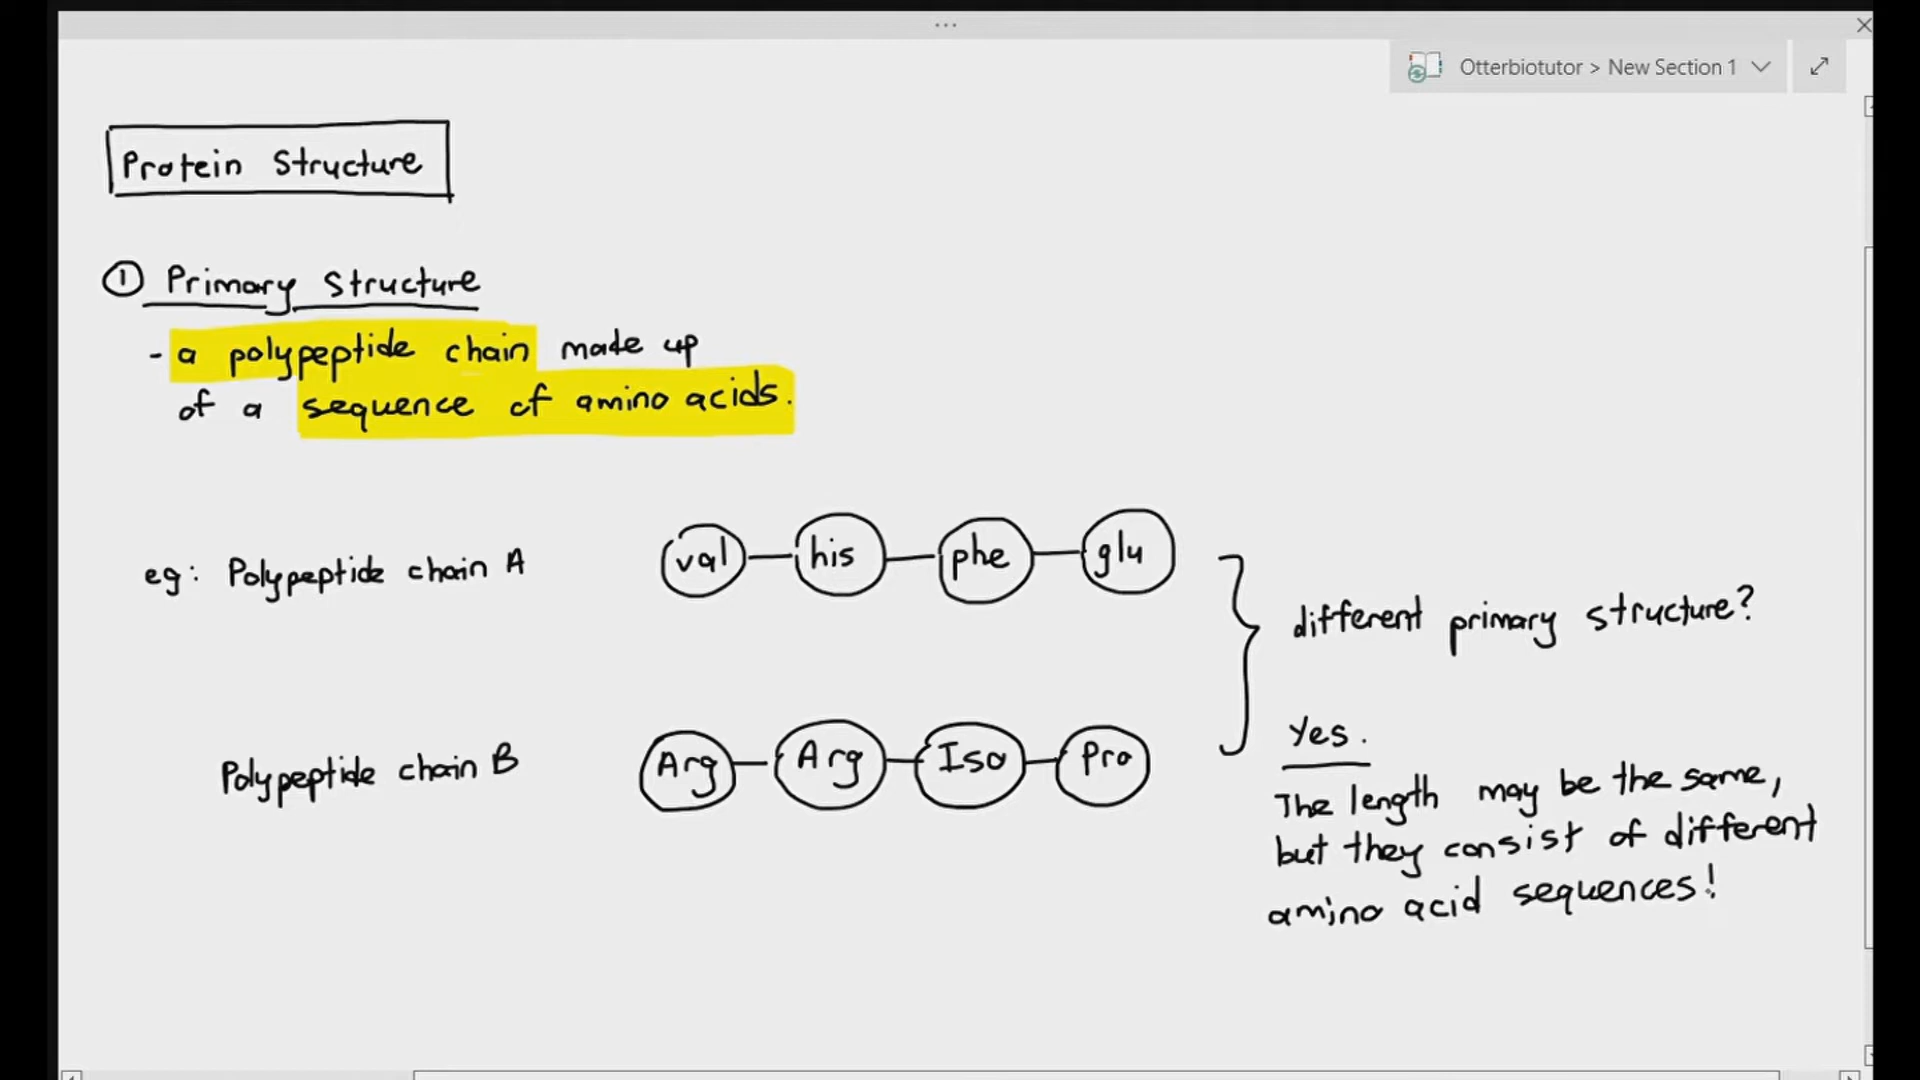 Otterbiotutor > New Section 1
Protein Structure
① Primary Structure
- a polypeptide chain made up
of a sequence of amino acids.
eg: Polypeptide chain A
val his phe glu
different primary structure?
Polypeptide chain B
Arg Arg Iso Pro
Yes.
The length may be the same,
but they consist of different
amino acid sequences!